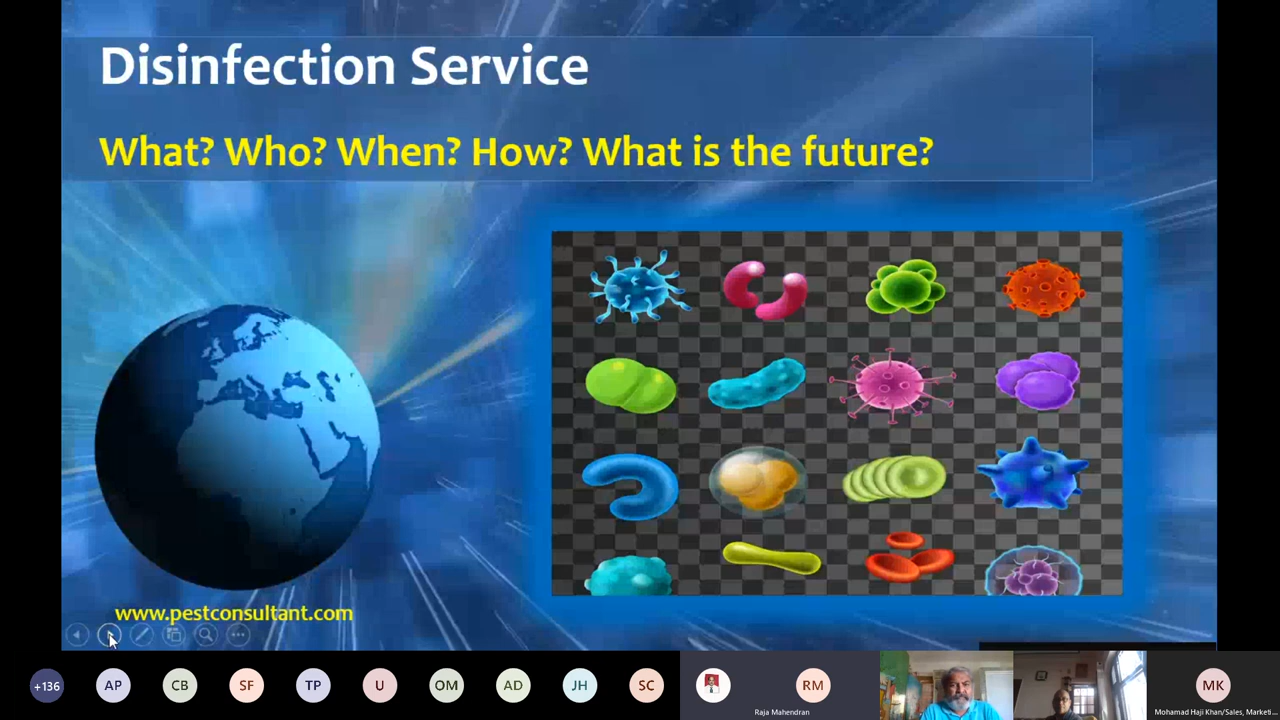 Disinfection Service
What? Who? When? How? What is the future?
www.pestconsultant.com
+136 AP CB SF TP U OM AD JH SC RM MK
Raja Mahendran
Mohamad Haji Khan/Sales, Marketi...